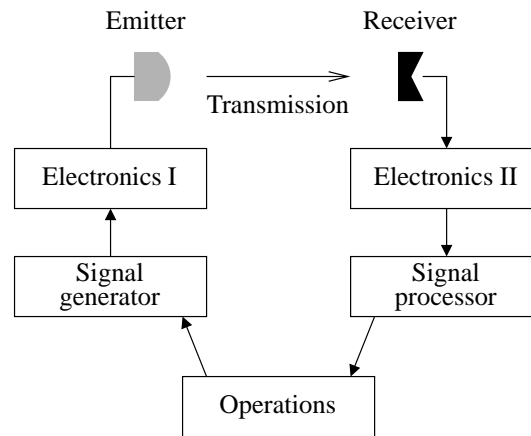 Emitter
Receiver
Transmission
Electronics I
Electronics II
Signal
generator
Signal
processor
Operations